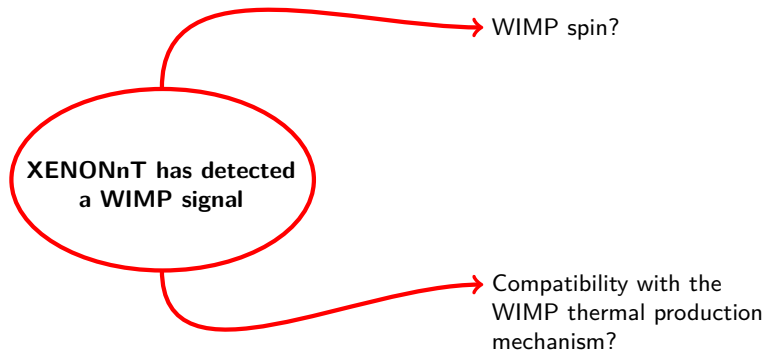 WIMP spin?
XENONnT has detected
a WIMP signal
Compatibility with the
WIMP thermal production
mechanism?